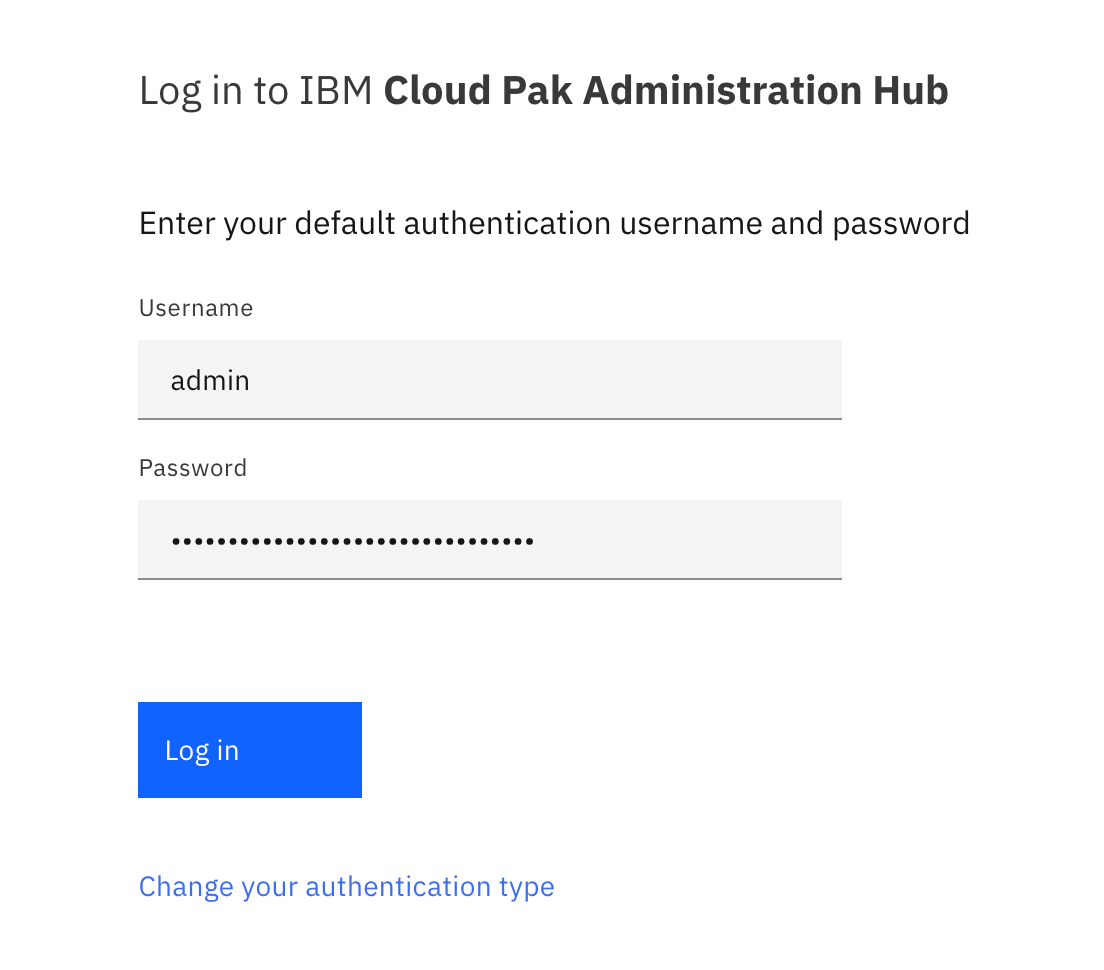 Log in to IBM Cloud Pak Administration Hub
Enter your default authentication username and password
Username
admin
Password
••••••••••••••••••••••••••••••••
Log in
Change your authentication type